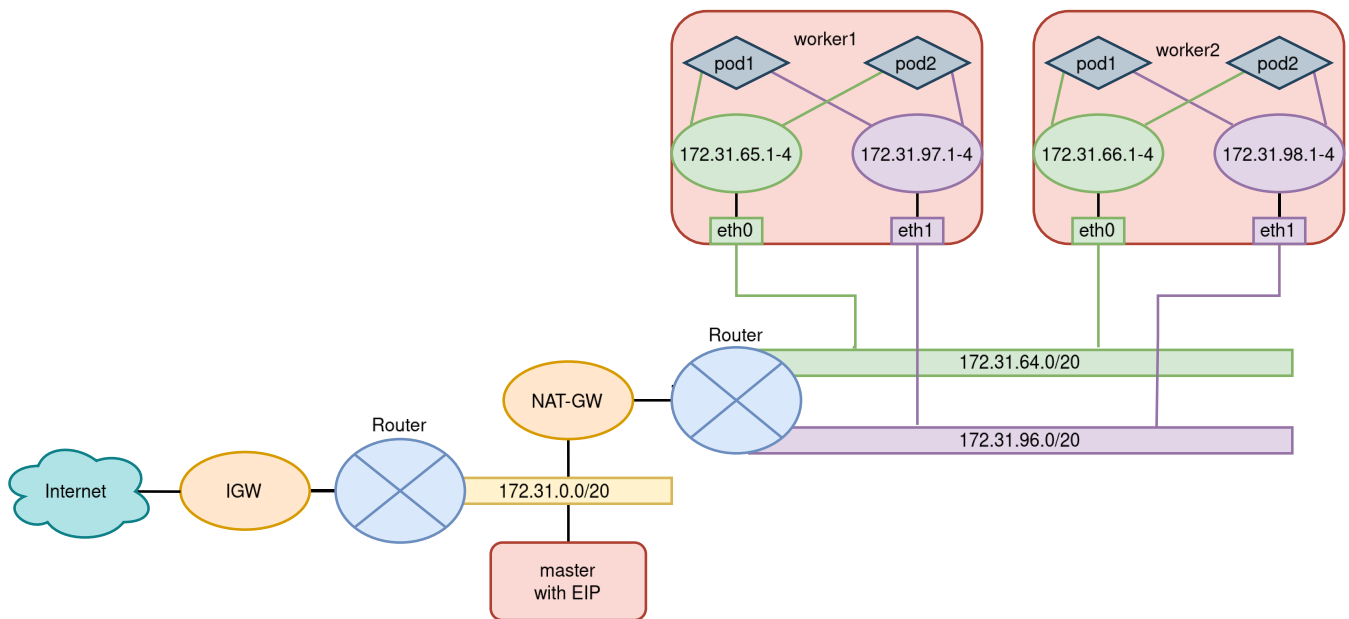 worker1
pod1
pod2
172.31.65.1-4
172.31.97.1-4
eth0
eth1
worker2
pod1
pod2
172.31.66.1-4
172.31.98.1-4
eth0
eth1
Router
172.31.64.0/20
172.31.96.0/20
NAT-GW
Router
Internet
IGW
172.31.0.0/20
master
with EIP